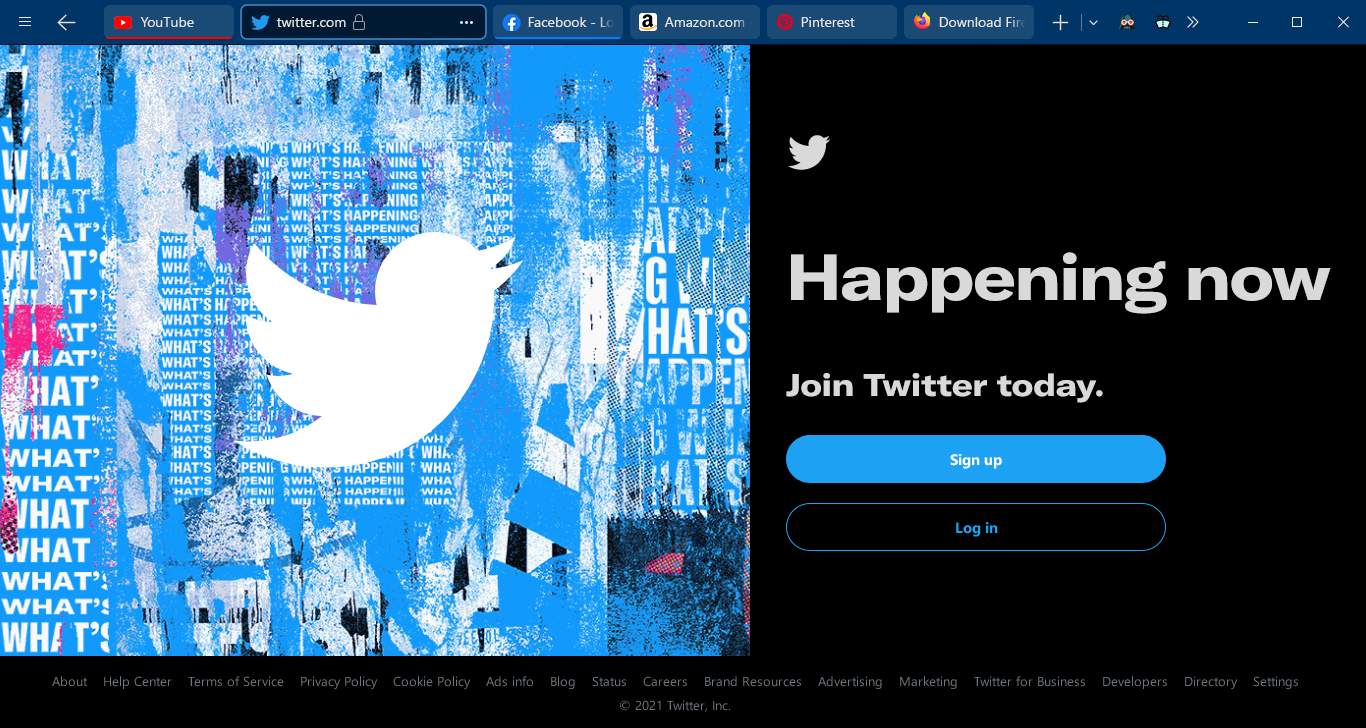 YouTube
twitter.com
Facebook - Lo
Amazon.com
Pinterest
Download Fire
WHAT'S HAPPENING
Happening now
Join Twitter today.
Sign up
Log in
About Help Center Terms of Service Privacy Policy Cookie Policy Ads info Blog Status Careers Brand Resources Advertising Marketing Twitter for Business Developers Directory Settings
© 2021 Twitter, Inc.